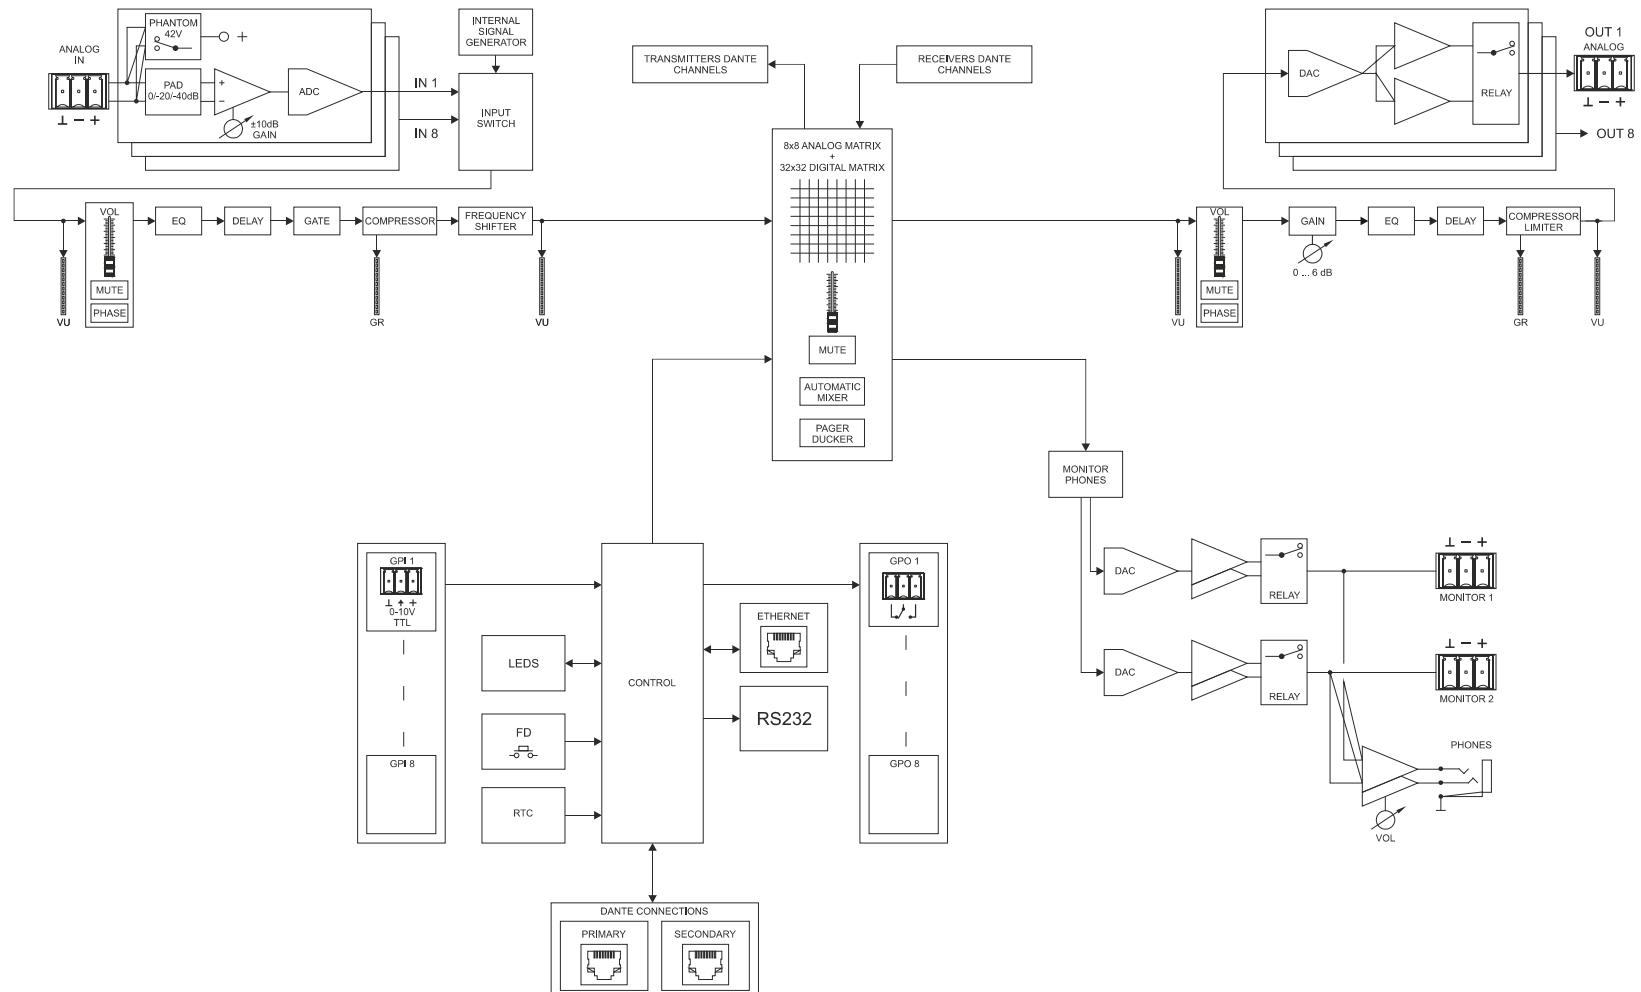 ANALOG
IN
⊥ − +
PHANTOM
42V
+
PAD
0/-20/-40dB
+
−
±10dB
GAIN
ADC
IN 1
IN 8
INTERNAL
SIGNAL
GENERATOR
INPUT
SWITCH
TRANSMITTERS DANTE
CHANNELS
RECEIVERS DANTE
CHANNELS
DAC
RELAY
OUT 1
ANALOG
⊥ − +
OUT 8
VU
VOL
MUTE
PHASE
EQ
DELAY
GATE
COMPRESSOR
GR
FREQUENCY
SHIFTER
VU
8x8 ANALOG MATRIX
+
32x32 DIGITAL MATRIX
MUTE
AUTOMATIC
MIXER
PAGER
DUCKER
VU
VOL
MUTE
PHASE
GAIN
0 ... 6 dB
EQ
DELAY
COMPRESSOR
LIMITER
GR
VU
MONITOR
PHONES
DAC
RELAY
⊥ − +
MONITOR 1
DAC
RELAY
⊥ − +
MONITOR 2
PHONES
VOL
GPI 1
0-10V
TTL
GPI 8
LEDS
FD
RTC
CONTROL
ETHERNET
RS232
GPO 1
GPO 8
DANTE CONNECTIONS
PRIMARY
SECONDARY